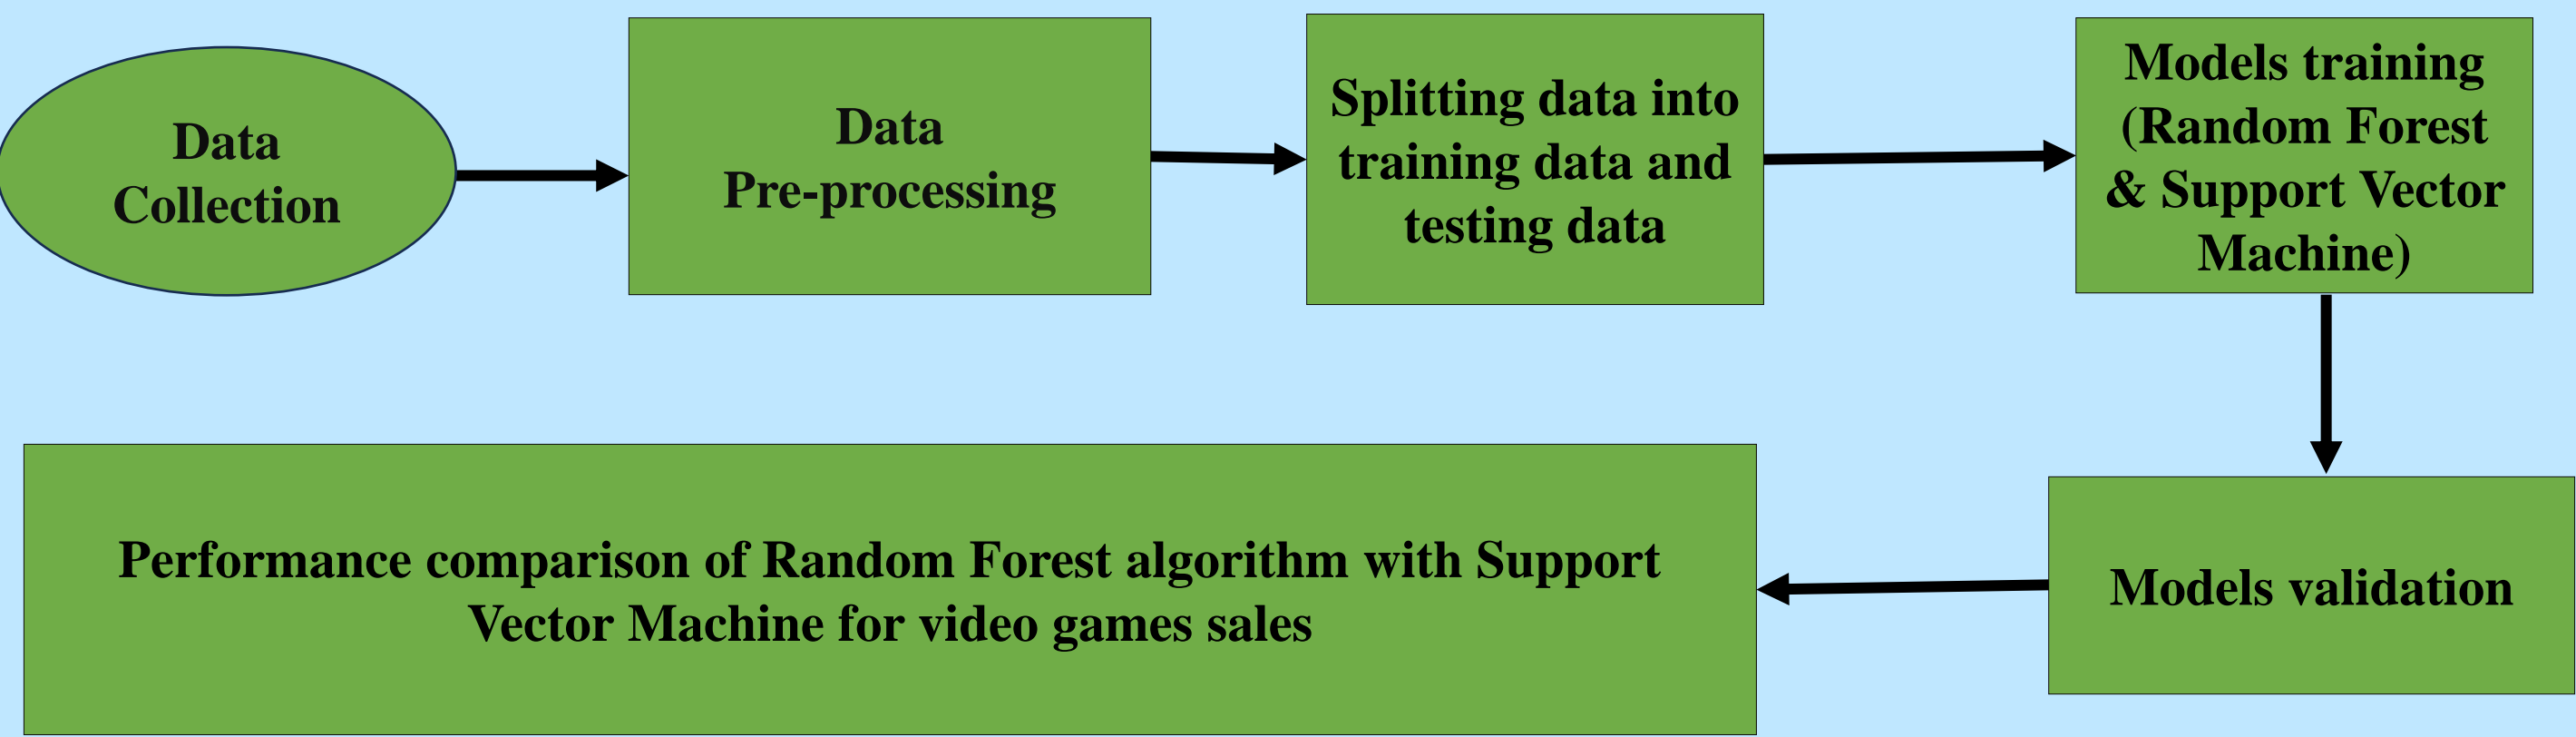 Data
Collection
Data
Pre-processing
Splitting data into
training data and
testing data
Models training
(Random Forest
& Support Vector
Machine)
Models validation
Performance comparison of Random Forest algorithm with Support
Vector Machine for video games sales